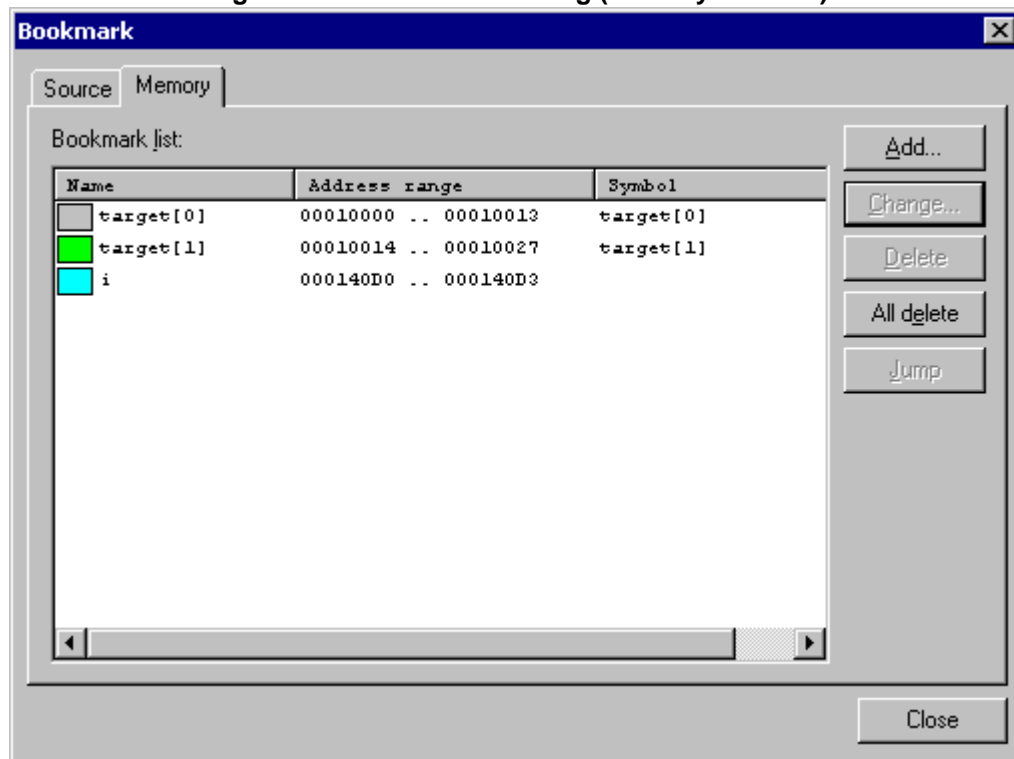 Bookmark
Source Memory
Bookmark list:
Add...
Name Address range Symbol
Change...
target[0] 00010000 .. 00010013 target[0]
target[1] 00010014 .. 00010027 target[1]
Delete
i 000140D0 .. 000140D3
All delete
Jump
Close